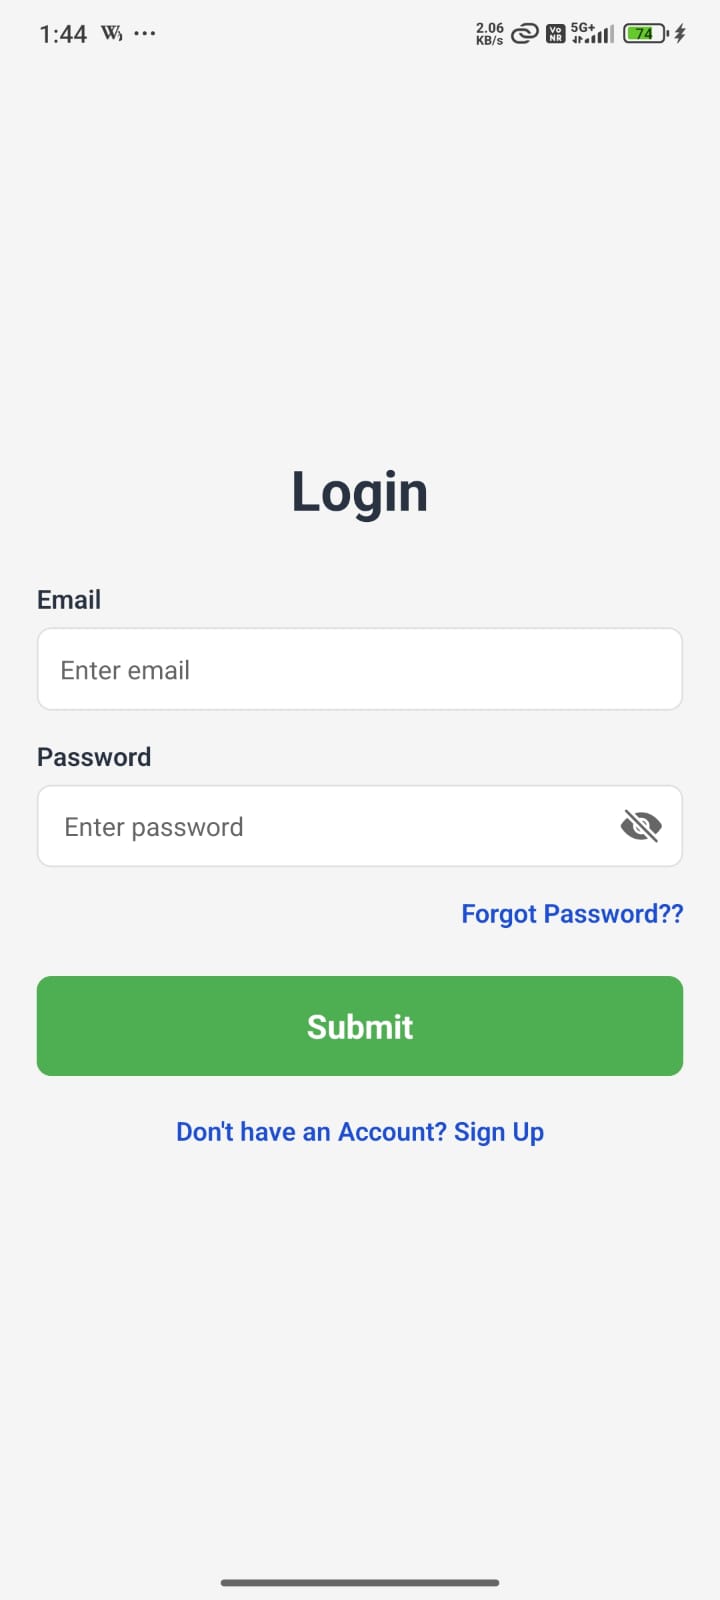 1:44 W ...
2.06 KB/s Vo NR 5G+ 74
Login
Email
Enter email
Password
Enter password
Forgot Password??
Submit
Don't have an Account? Sign Up